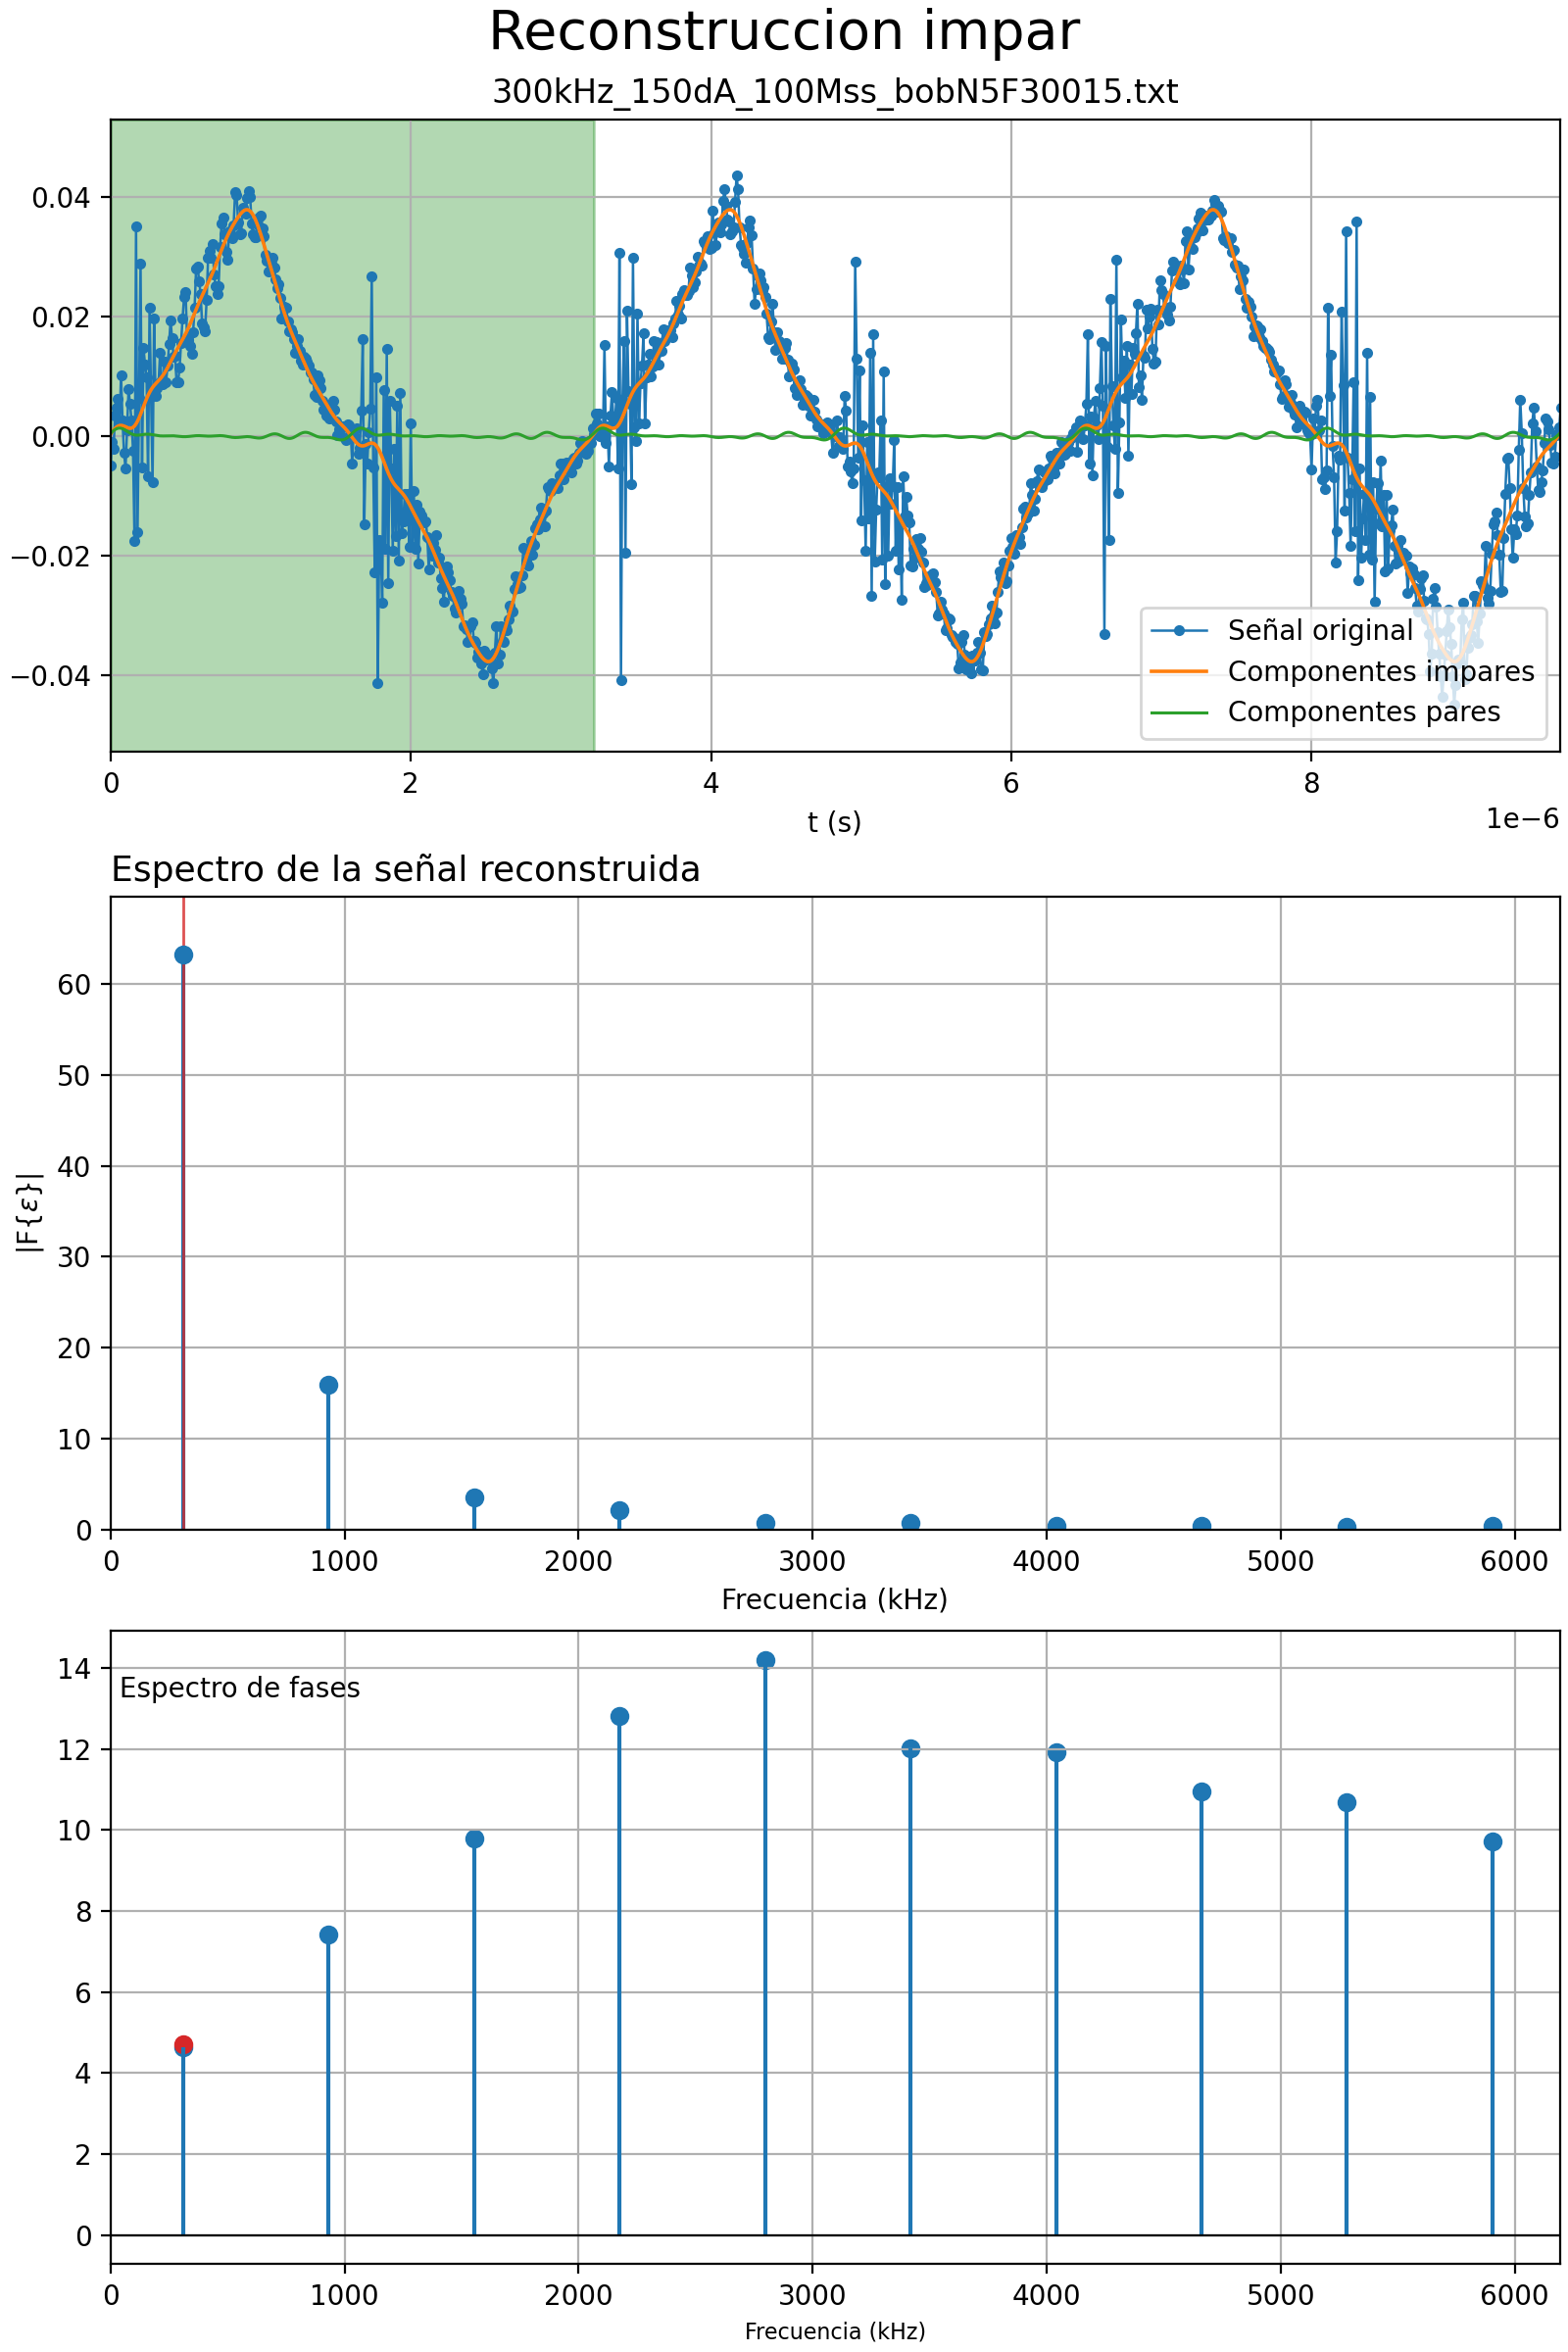 Reconstruccion impar
300kHz_150dA_100Mss_bobN5F30015.txt
0.04
0.02
0.00
−0.02
−0.04
Señal original
Componentes impares
Componentes pares
0 2 4 6 8
1e−6
t (s)
Espectro de la señal reconstruida
60
50
40
30
20
10
0
|F{ε}|
0 1000 2000 3000 4000 5000 6000
Frecuencia (kHz)
14
Espectro de fases
12
10
8
6
4
2
0
0 1000 2000 3000 4000 5000 6000
Frecuencia (kHz)